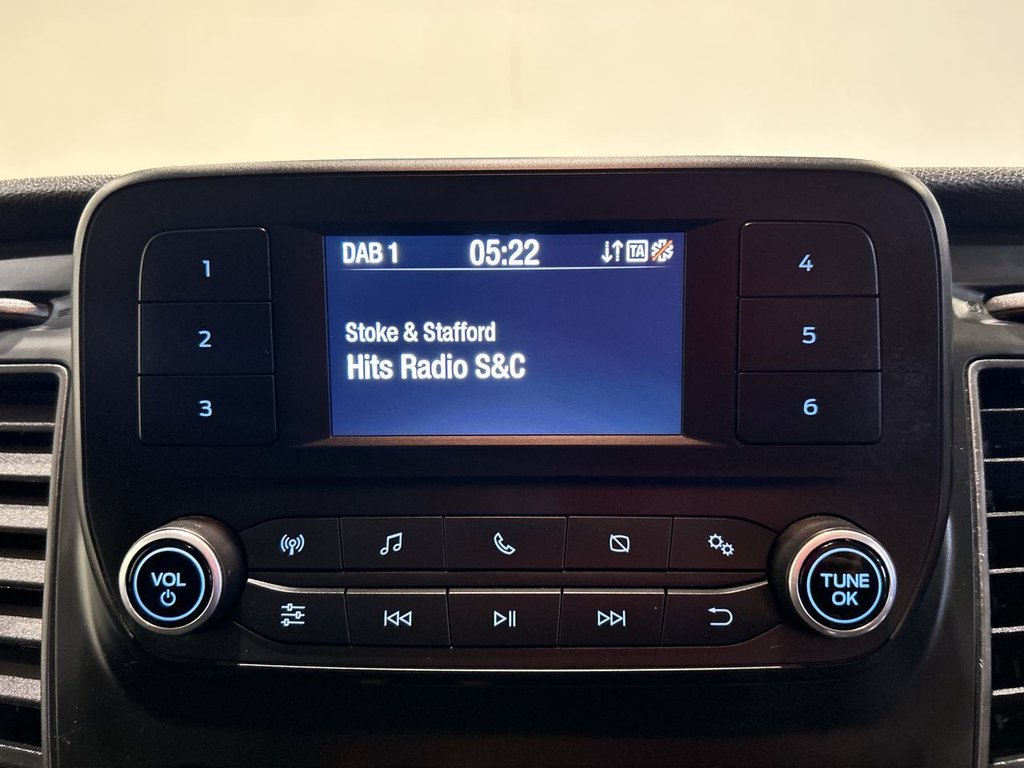 DAB 1 05:22 TA
Stoke & Stafford
Hits Radio S&C
1
2
3
4
5
6
VOL
TUNE
OK